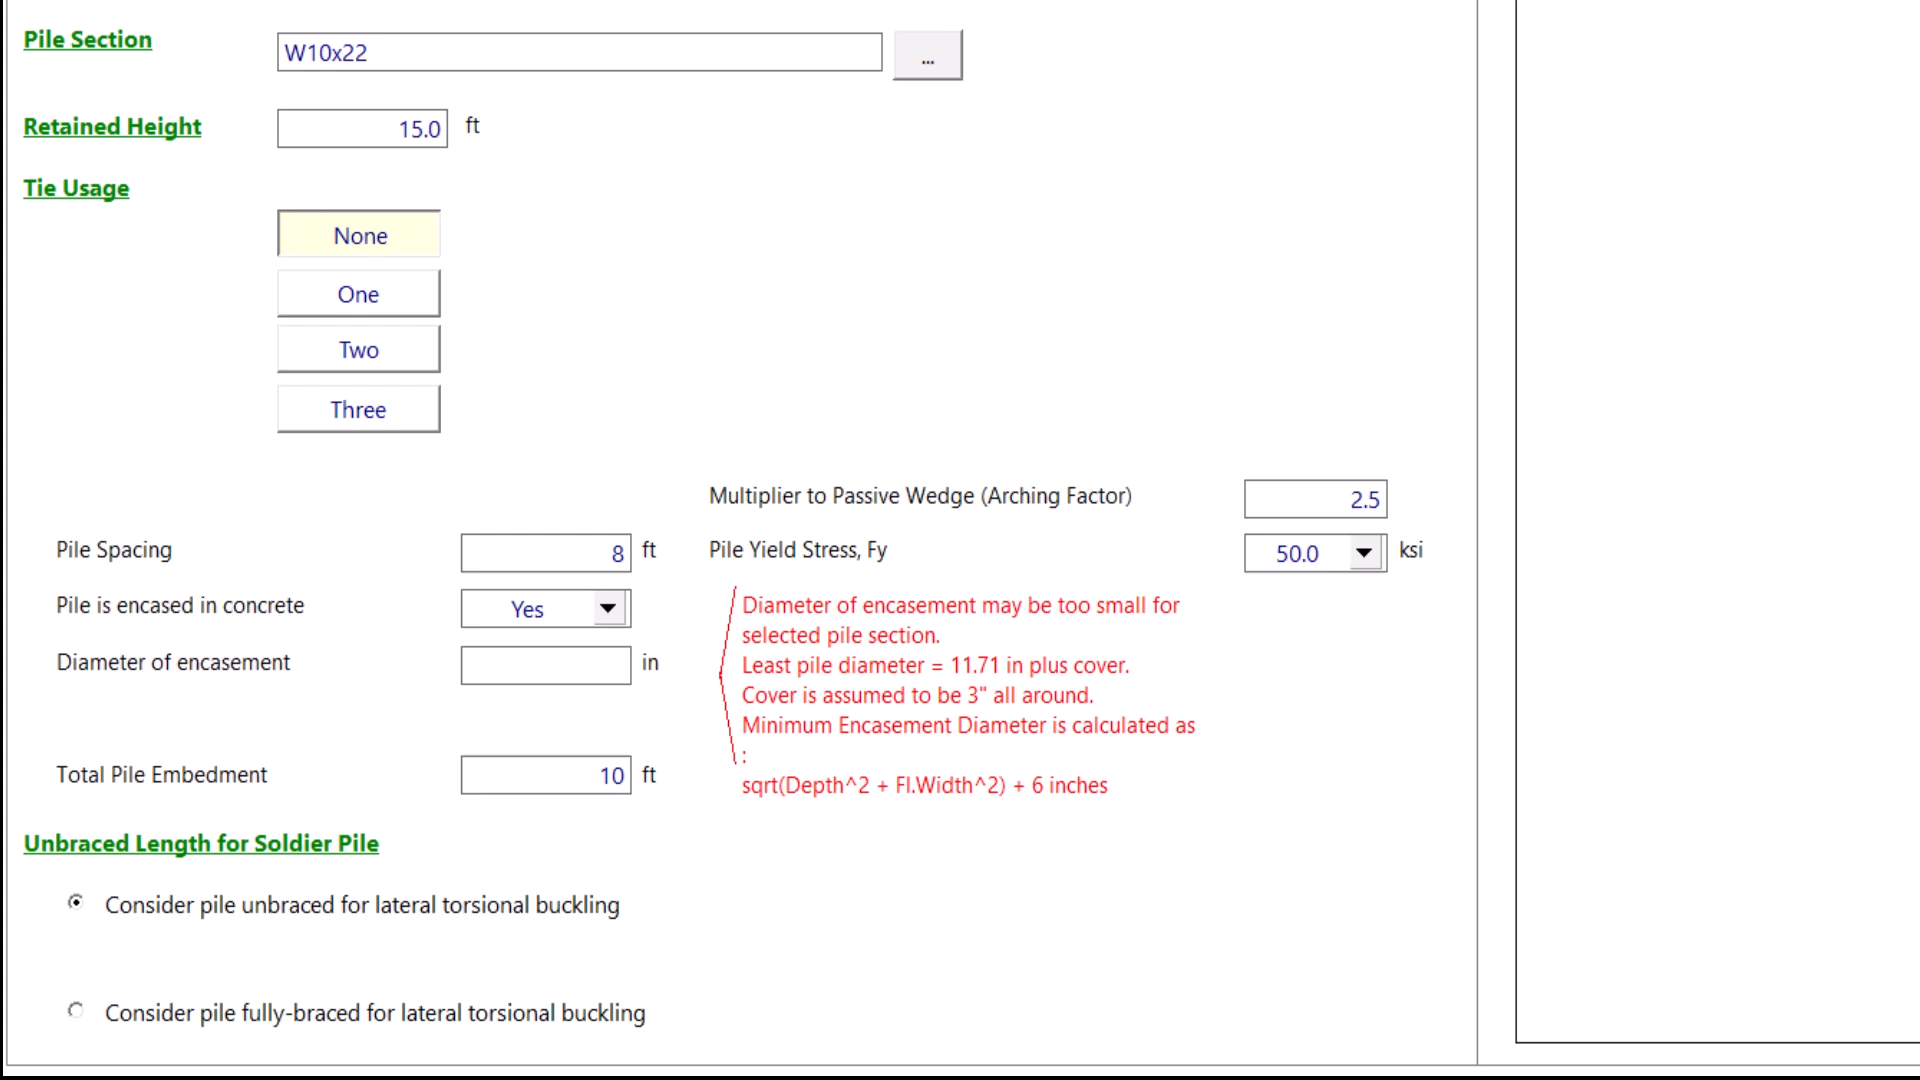 Pile Section
W10x22
...
Retained Height
15.0 ft
Tie Usage
None
One
Two
Three
Multiplier to Passive Wedge (Arching Factor) 2.5
Pile Spacing 8 ft
Pile Yield Stress, Fy 50.0 ksi
Pile is encased in concrete Yes
Diameter of encasement in
Diameter of encasement may be too small for
selected pile section.
Least pile diameter = 11.71 in plus cover.
Cover is assumed to be 3" all around.
Minimum Encasement Diameter is calculated as
:
sqrt(Depth^2 + Fl.Width^2) + 6 inches
Total Pile Embedment 10 ft
Unbraced Length for Soldier Pile
Consider pile unbraced for lateral torsional buckling
Consider pile fully-braced for lateral torsional buckling